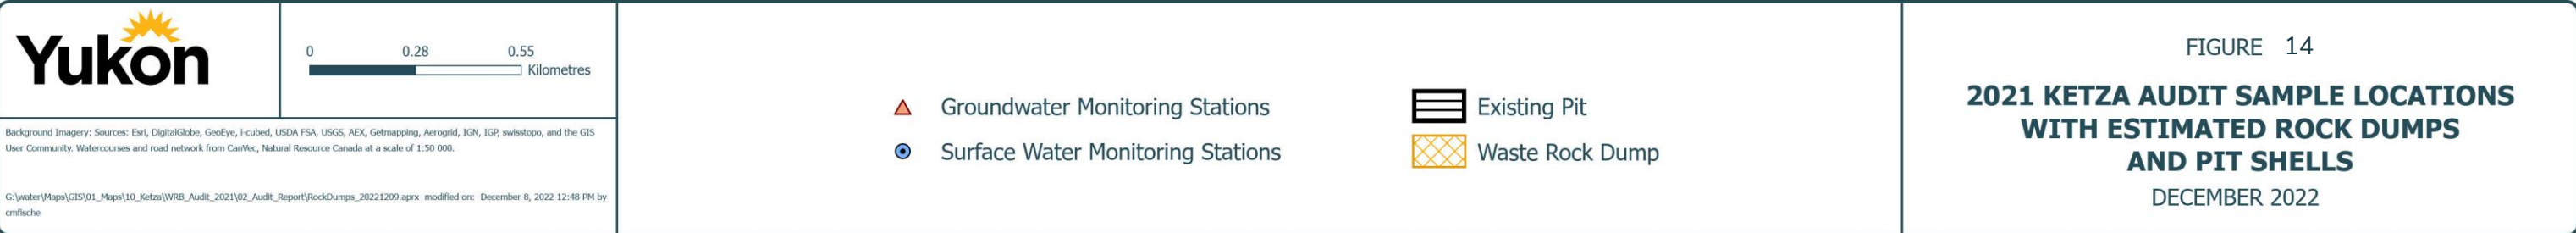 Yukon
0 0.28 0.55
Kilometres
Background Imagery: Sources: Esri, DigitalGlobe, GeoEye, i-cubed, USDA FSA, USGS, AEX, Getmapping, Aerogrid, IGN, IGP, swisstopo, and the GIS
User Community. Watercourses and road network from CanVec, Natural Resource Canada at a scale of 1:50 000.
G:\water\Maps\GIS\01_Maps\10_Ketza\WRB_Audit_2021\02_Audit_Report\RockDumps_20221209.aprx modified on: December 8, 2022 12:48 PM by
cmfische
Groundwater Monitoring Stations
Surface Water Monitoring Stations
Existing Pit
Waste Rock Dump
FIGURE 14
2021 KETZA AUDIT SAMPLE LOCATIONS
WITH ESTIMATED ROCK DUMPS
AND PIT SHELLS
DECEMBER 2022